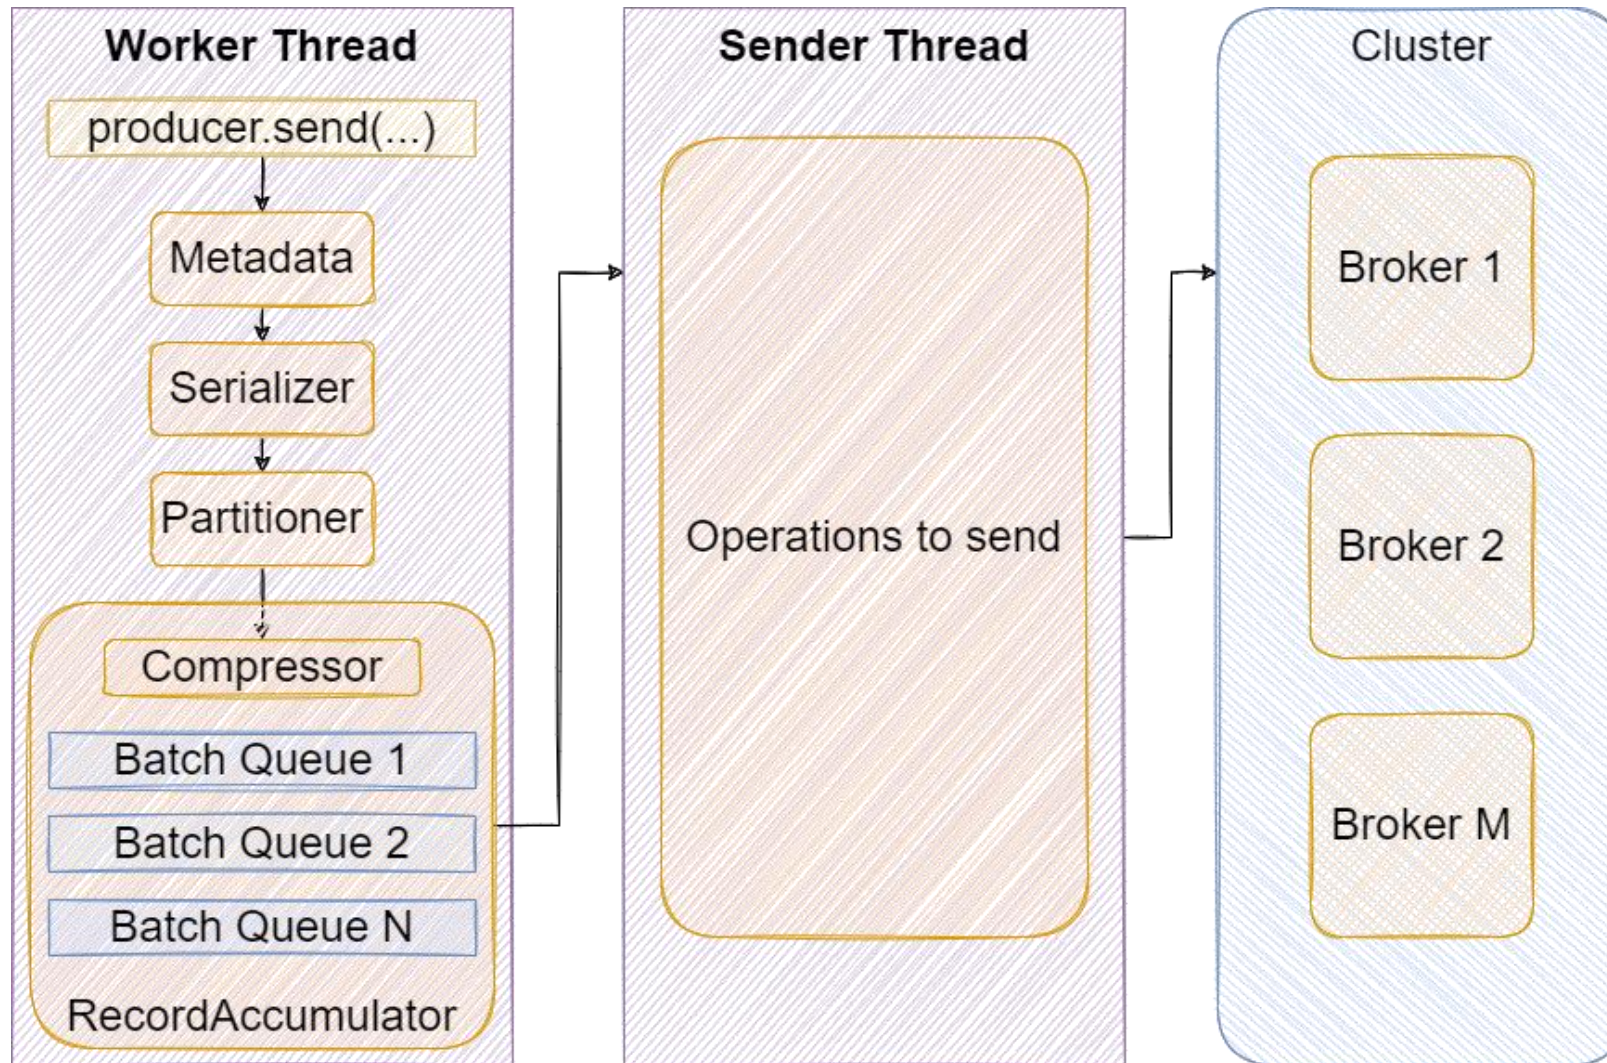 Worker Thread
producer.send(...)
Metadata
Serializer
Partitioner
Compressor
Batch Queue 1
Batch Queue 2
Batch Queue N
RecordAccumulator
Sender Thread
Operations to send
Cluster
Broker 1
Broker 2
Broker M